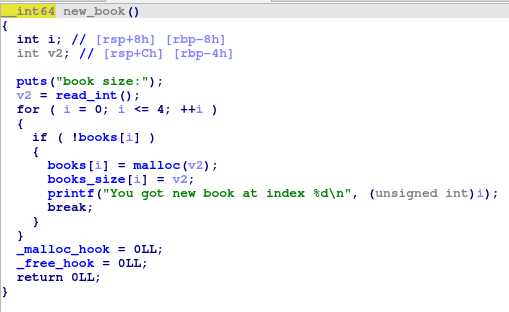 __int64 new_book()
{
  int i; // [rsp+8h] [rbp-8h]
  int v2; // [rsp+Ch] [rbp-4h]

  puts("book size:");
  v2 = read_int();
  for ( i = 0; i <= 4; ++i )
  {
    if ( !books[i] )
    {
      books[i] = malloc(v2);
      books_size[i] = v2;
      printf("You got new book at index %d\n", (unsigned int)i);
      break;
    }
  }
  _malloc_hook = 0LL;
  _free_hook = 0LL;
  return 0LL;
}